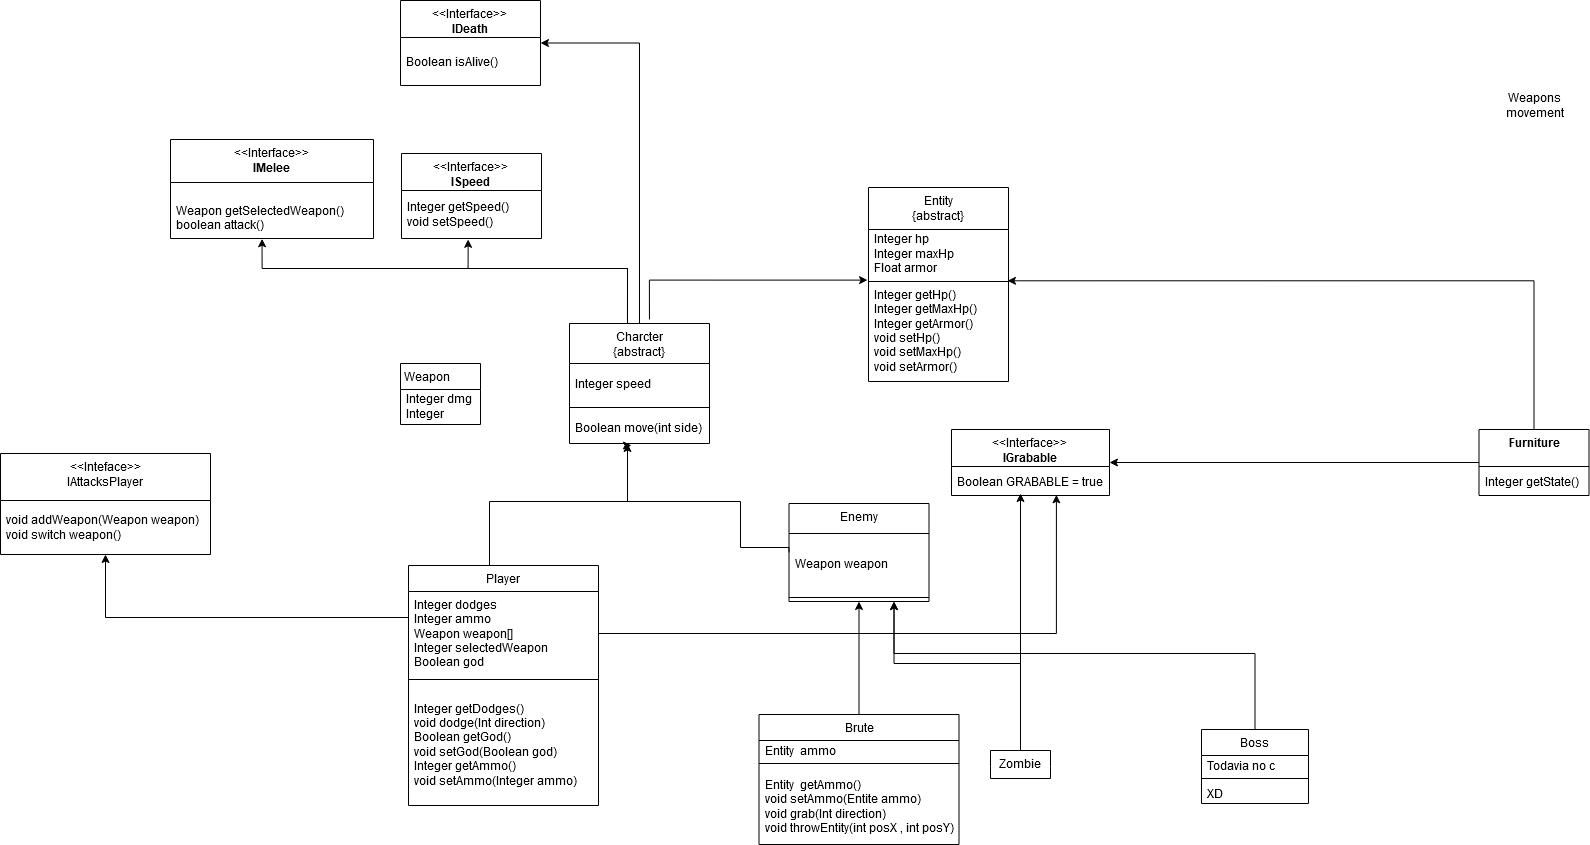 <<Interface>>
IDeath
Boolean isAlive()
Weapons
movement
<<Interface>>
IMelee
Weapon getSelectedWeapon()
boolean attack()
<<Interface>>
ISpeed
Integer getSpeed()
void setSpeed()
Entity
{abstract}
Integer hp
Integer maxHp
Float armor
Integer getHp()
Integer getMaxHp()
Integer getArmor()
void setHp()
void setMaxHp()
void setArmor()
Charcter
{abstract}
Integer speed
Boolean move(int side)
Weapon
Integer dmg
Integer
<<Interface>>
IGrabable
Boolean GRABABLE = true
Furniture
Integer getState()
<<Inteface>>
IAttacksPlayer
void addWeapon(Weapon weapon)
void switch weapon()
Enemy
Weapon weapon
Player
Integer dodges
Integer ammo
Weapon weapon[]
Integer selectedWeapon
Boolean god
Integer getDodges()
void dodge(Int direction)
Boolean getGod()
void setGod(Boolean god)
Integer getAmmo()
void setAmmo(Integer ammo)
Brute
Entity ammo
Entity getAmmo()
void setAmmo(Entite ammo)
void grab(Int direction)
void throwEntity(int posX , int posY)
Zombie
Boss
Todavia no c
XD